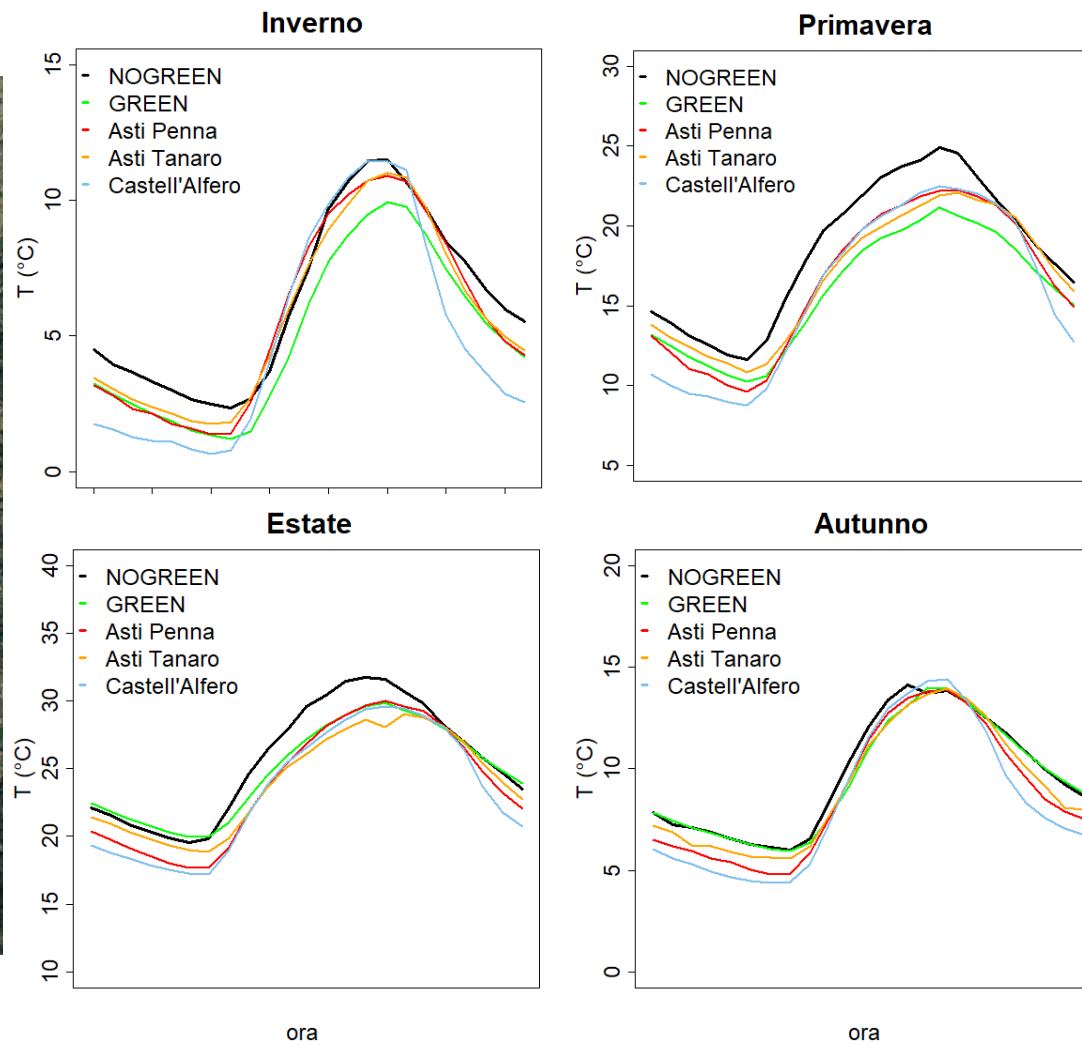 Inverno
T (°C)
15
10
5
0
NOGREEN
GREEN
Asti Penna
Asti Tanaro
Castell'Alfero
Primavera
T (°C)
30
25
20
15
10
5
NOGREEN
GREEN
Asti Penna
Asti Tanaro
Castell'Alfero
Estate
T (°C)
40
35
30
25
20
15
10
NOGREEN
GREEN
Asti Penna
Asti Tanaro
Castell'Alfero
ora
Autunno
T (°C)
20
15
10
5
0
NOGREEN
GREEN
Asti Penna
Asti Tanaro
Castell'Alfero
ora